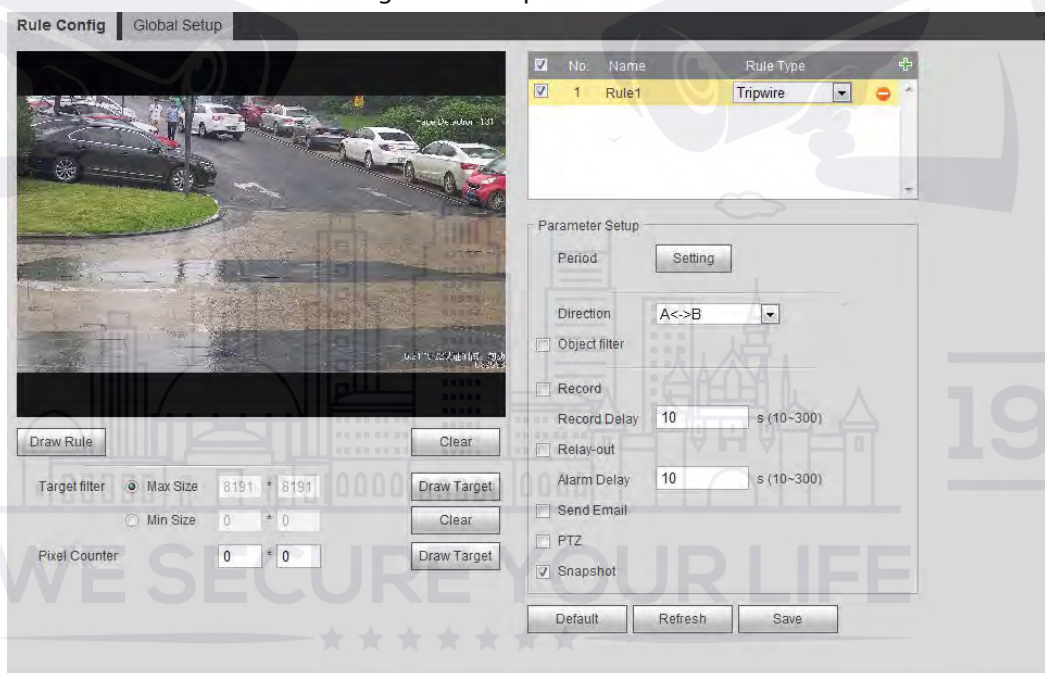 Rule Config Global Setup
No. Name Rule Type
1 Rule1 Tripwire
Parameter Setup
Period Setting
Direction A<->B
Object filter
Record
Record Delay 10 s (10~300)
Relay-out
Alarm Delay 10 s (10~300)
Send Email
PTZ
Snapshot
Default Refresh Save
Draw Rule Clear
Target filter Max Size 8191 * 8191 Draw Target
Min Size 0 * 0 Clear
Pixel Counter 0 * 0 Draw Target
19
WE SECURE YOUR LIFE